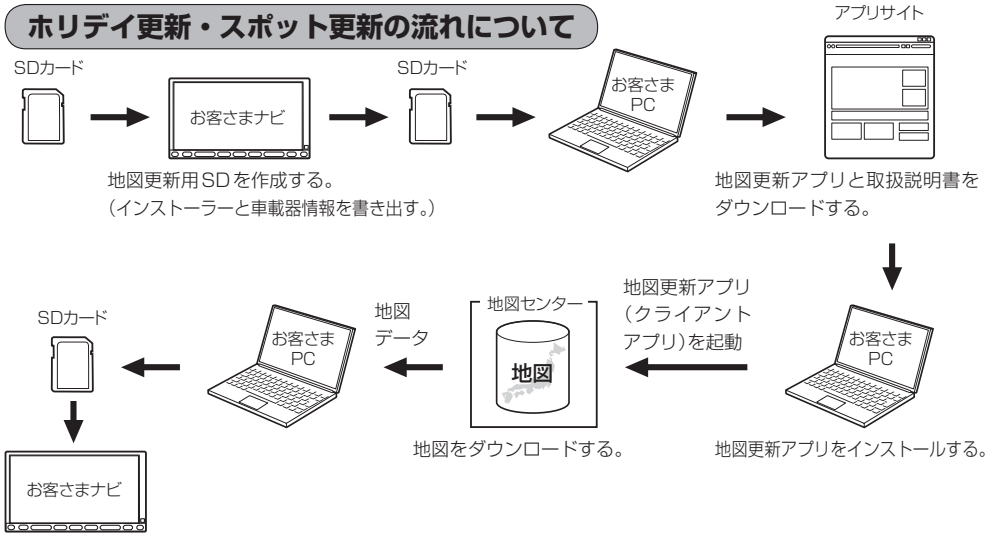 ホリデイ更新・スポット更新の流れについて
SDカード
お客さまナビ
SDカード
お客さま
PC
アプリサイト
地図更新用SDを作成する。
（インストーラーと車載器情報を書き出す。）
地図更新アプリと取扱説明書を
ダウンロードする。
お客さま
PC
地図更新アプリをインストールする。
地図更新アプリ
（クライアント
アプリ）を起動
地図センター
地図
地図をダウンロードする。
地図
データ
お客さま
PC
SDカード
お客さまナビ